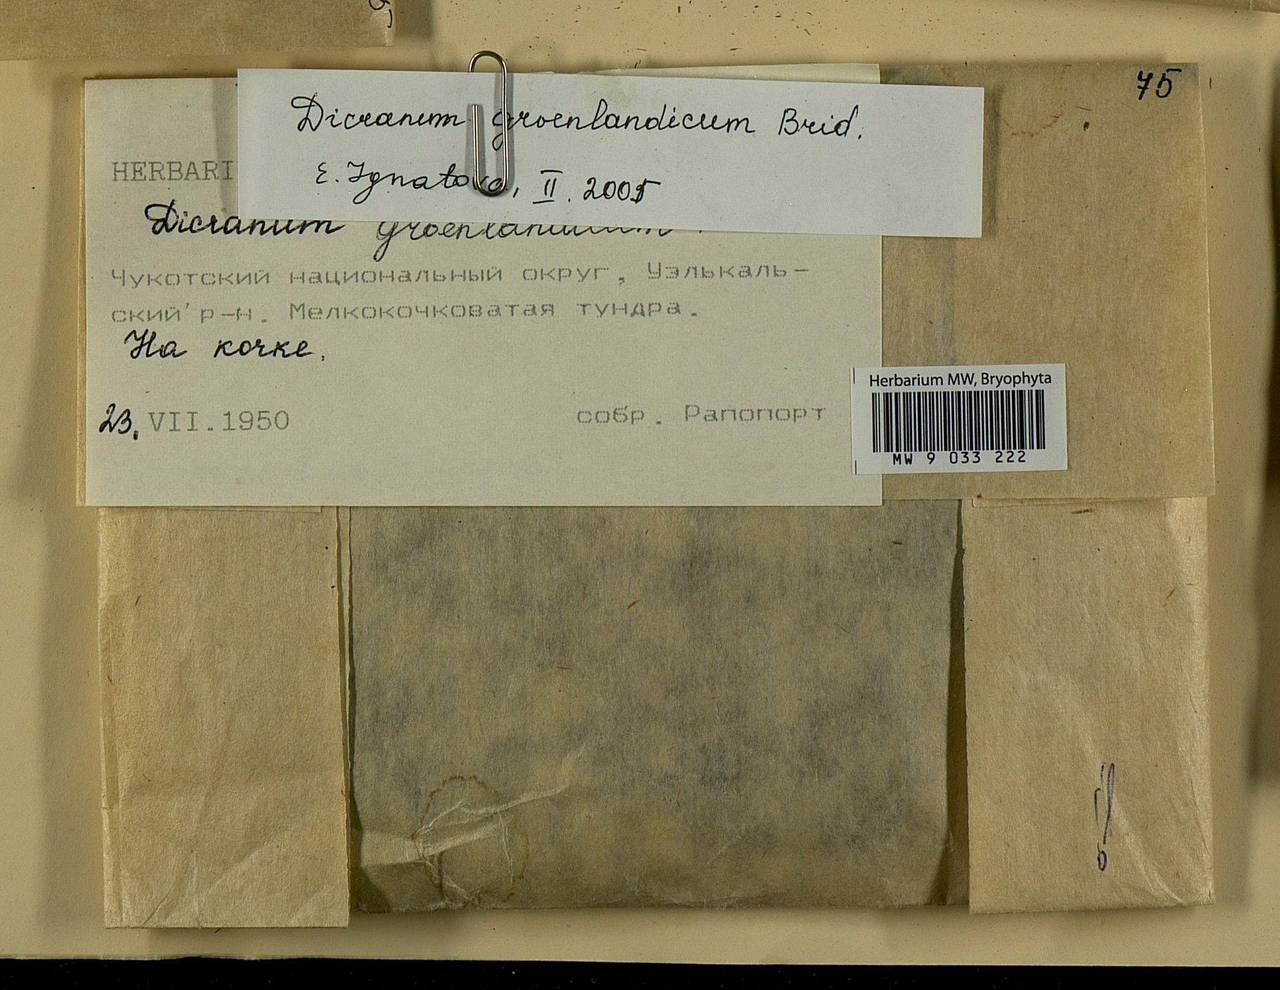 75
Dicranum groenlandicum Brid.
E. Ignatova, II. 2005
HERBARI
Dicranum groenlandicum
Чукотский национальный округ, Уэлькаль-
ский р-н. Мелкокочковатая тундра.
На кочке.
23. VII.1950 собр. Рапопорт
Herbarium MW, Bryophyta
MW 9 033 222